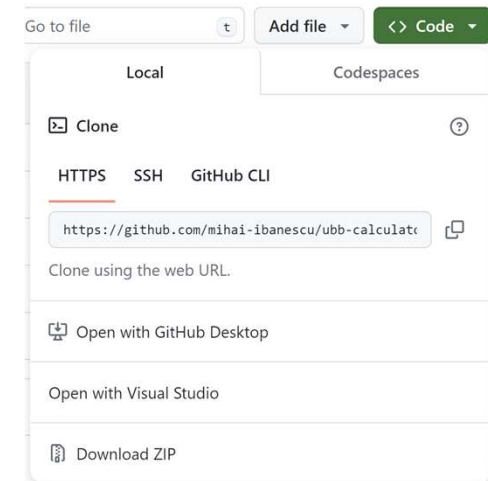 Go to file t Add file <> Code
Local Codespaces
Clone
HTTPS SSH GitHub CLI
https://github.com/mihai-ibanescu/ubb-calculato
Clone using the web URL.
Open with GitHub Desktop
Open with Visual Studio
Download ZIP